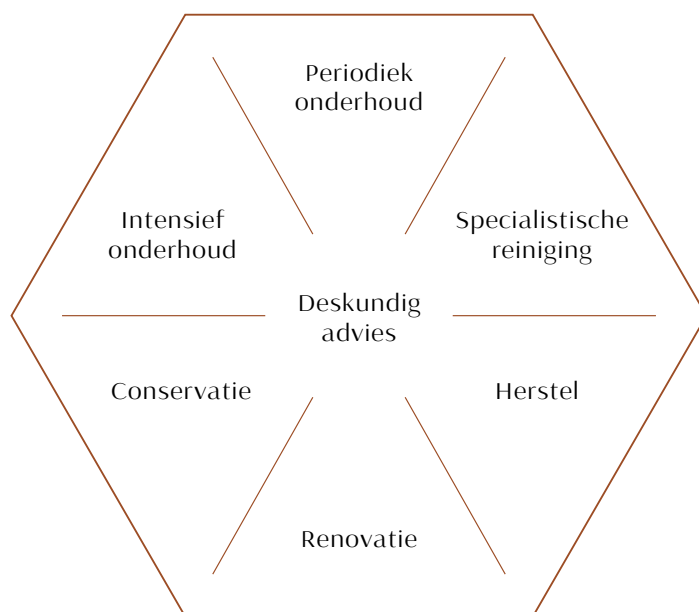 Periodiek
onderhoud
Intensief
onderhoud
Specialistische
reiniging
Deskundig
advies
Conservatie
Herstel
Renovatie